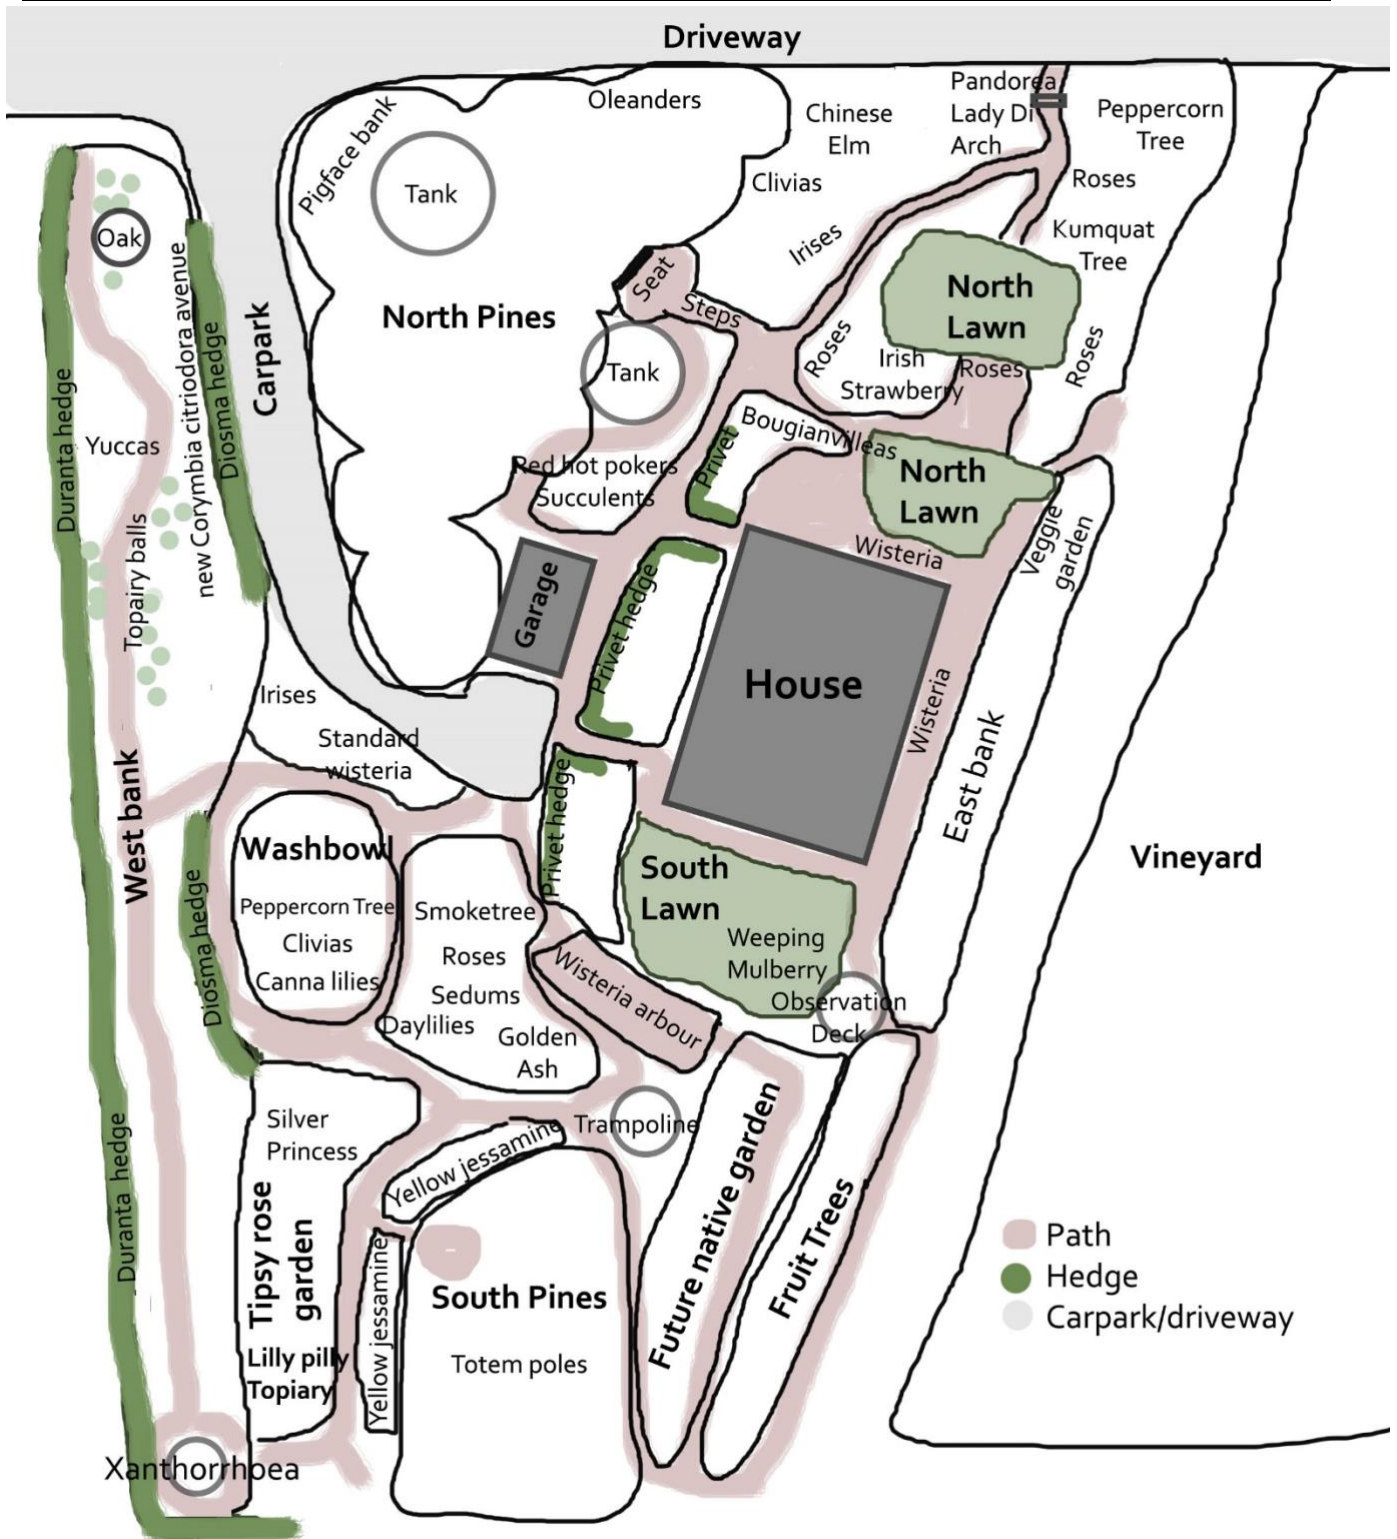 Driveway
Pigface bank
Tank
Oleanders
Chinese
Elm
Pandorea
Lady Di
Arch
Peppercorn
Tree
Clivias
Roses
Irises
Kumquat
Tree
Oak
new Corymbia citriodora avenue
Diosma hedge
Carpark
North Pines
Seat
Steps
Tank
North
Lawn
Roses
Irish
Strawberry
Roses
Roses
Duranta hedge
Yuccas
Topairy balls
Red hot pokers
Succulents
Privet
Bougianvilleas
North
Lawn
Wisteria
Veggie
garden
Garage
Privet hedge
House
Wisteria
East bank
Vineyard
Irises
Standard
wisteria
West bank
Washbowl
Peppercorn Tree
Clivias
Canna lilies
Diosma hedge
Smoketree
Roses
Sedums
Daylilies
Golden
Ash
Privet hedge
South
Lawn
Weeping
Mulberry
Observation
Deck
Wisteria arbour
Duranta hedge
Silver
Princess
Tipsy rose
garden
Lilly pilly
Topiary
Yellow jessamine
Trampoline
Yellow jessamine
South Pines
Totem poles
Future native garden
Fruit Trees
Path
Hedge
Carpark/driveway
Xanthorrhoea